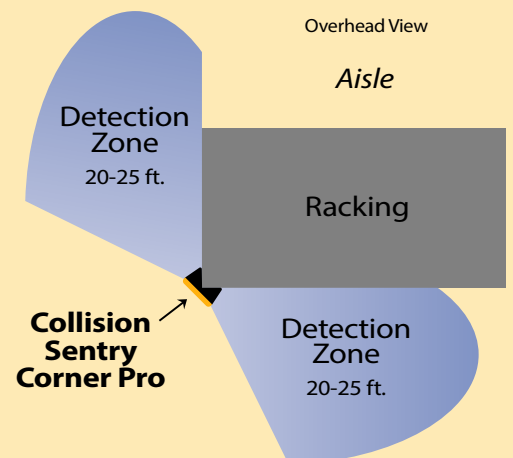 Overhead View
Aisle
Detection
Zone
20-25 ft.
Racking
Collision
Sentry
Corner Pro
Detection
Zone
20-25 ft.